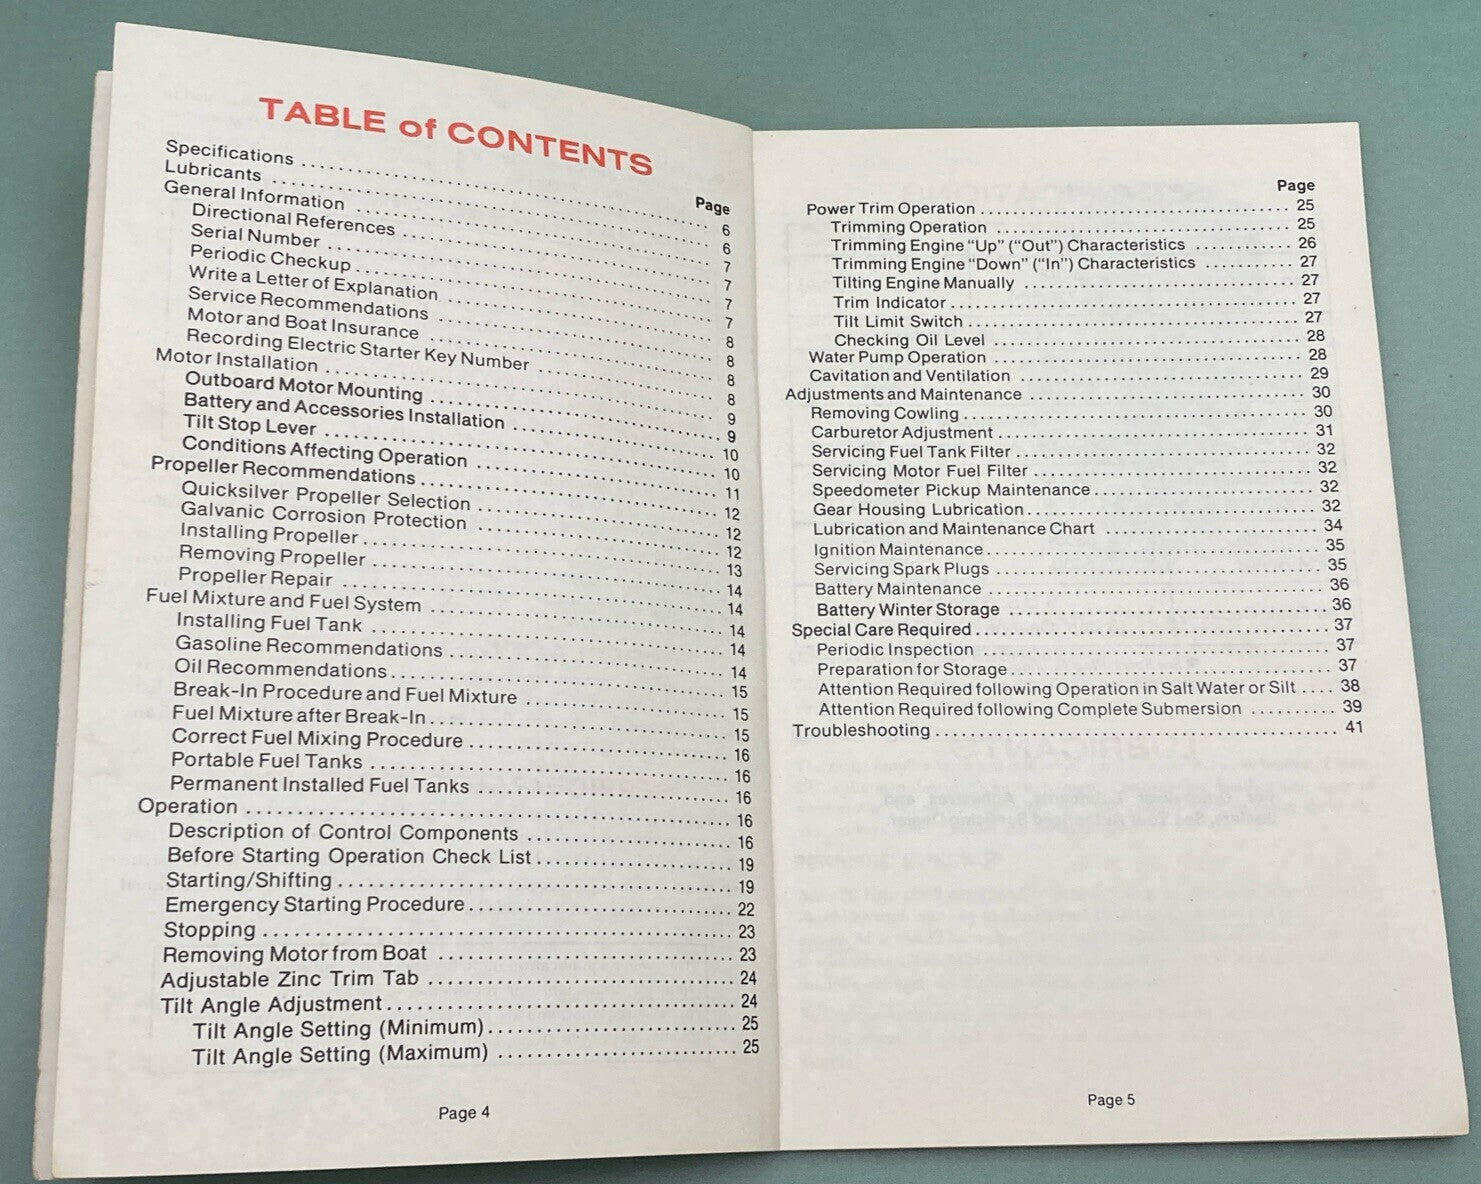 TABLE of CONTENTS
Page
Specifications ........ 6
Lubricants ........ 6
General Information ........ 7
Directional References ........ 7
Serial Number ........ 7
Periodic Checkup ........ 7
Write a Letter of Explanation ........ 8
Service Recommendations ........ 8
Motor and Boat Insurance ........ 8
Recording Electric Starter Key Number ........ 8
Motor Installation ........ 9
Outboard Motor Mounting ........ 9
Battery and Accessories Installation ........ 10
Tilt Stop Lever ........ 10
Conditions Affecting Operation ........ 11
Propeller Recommendations ........ 12
Quicksilver Propeller Selection ........ 12
Galvanic Corrosion Protection ........ 12
Installing Propeller ........ 13
Removing Propeller ........ 14
Propeller Repair ........ 14
Fuel Mixture and Fuel System ........ 14
Installing Fuel Tank ........ 14
Gasoline Recommendations ........ 14
Oil Recommendations ........ 15
Break-In Procedure and Fuel Mixture ........ 15
Fuel Mixture after Break-In ........ 15
Correct Fuel Mixing Procedure ........ 16
Portable Fuel Tanks ........ 16
Permanent Installed Fuel Tanks ........ 16
Operation ........ 16
Description of Control Components ........ 16
Before Starting Operation Check List ........ 19
Starting/Shifting ........ 19
Emergency Starting Procedure ........ 22
Stopping ........ 23
Removing Motor from Boat ........ 23
Adjustable Zinc Trim Tab ........ 24
Tilt Angle Adjustment ........ 24
Tilt Angle Setting (Minimum) ........ 25
Tilt Angle Setting (Maximum) ........ 25
Page 4
Page
Power Trim Operation ........ 25
Trimming Operation ........ 25
Trimming Engine "Up" ("Out") Characteristics ........ 26
Trimming Engine "Down" ("In") Characteristics ........ 27
Tilting Engine Manually ........ 27
Trim Indicator ........ 27
Tilt Limit Switch ........ 27
Checking Oil Level ........ 28
Water Pump Operation ........ 28
Cavitation and Ventilation ........ 29
Adjustments and Maintenance ........ 30
Removing Cowling ........ 30
Carburetor Adjustment ........ 31
Servicing Fuel Tank Filter ........ 32
Servicing Motor Fuel Filter ........ 32
Speedometer Pickup Maintenance ........ 32
Gear Housing Lubrication ........ 32
Lubrication and Maintenance Chart ........ 34
Ignition Maintenance ........ 35
Servicing Spark Plugs ........ 35
Battery Maintenance ........ 36
Battery Winter Storage ........ 36
Special Care Required ........ 37
Periodic Inspection ........ 37
Preparation for Storage ........ 37
Attention Required following Operation in Salt Water or Silt .... 38
Attention Required following Complete Submersion ........ 39
Troubleshooting ........ 41
Page 5